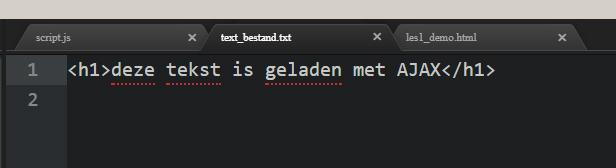 script.js × text_bestand.txt × les1_demo.html ×
1 <h1>deze tekst is geladen met AJAX</h1>
2